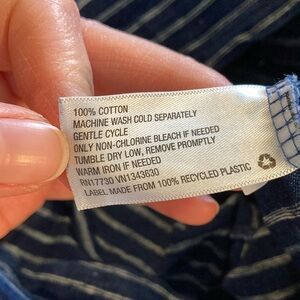 100% COTTON
MACHINE WASH COLD SEPARATELY
GENTLE CYCLE
ONLY NON-CHLORINE BLEACH IF NEEDED
TUMBLE DRY LOW, REMOVE PROMPTLY
WARM IRON IF NEEDED
RN17730 VN1343630
LABEL MADE FROM 100% RECYCLED PLASTIC